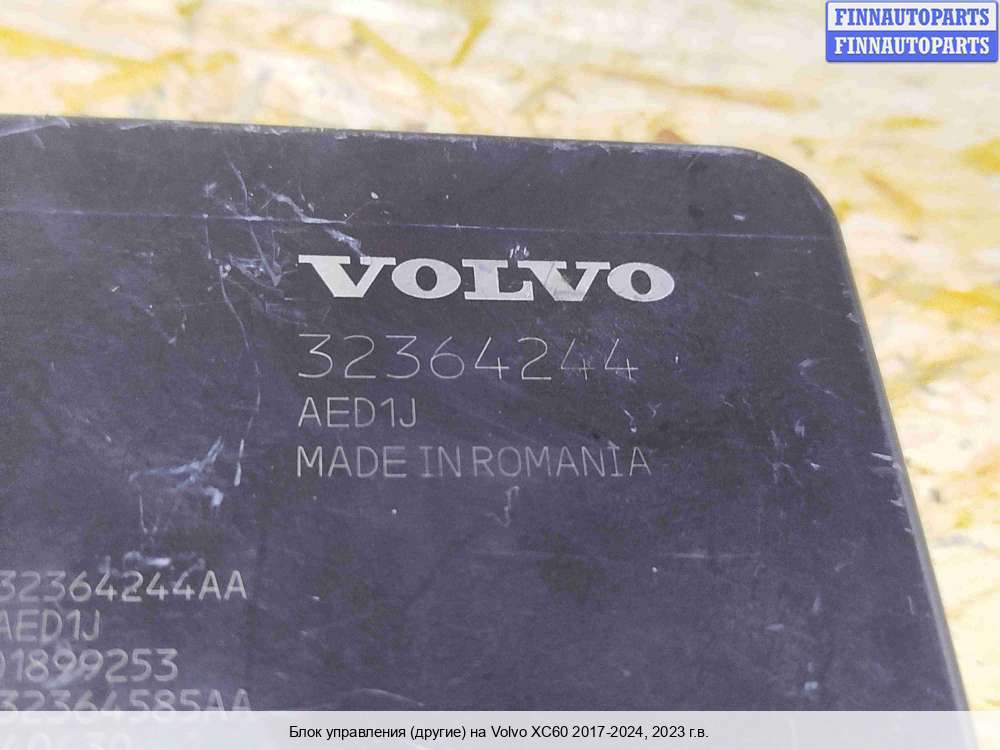 FINNAUTOPARTS
FINNAUTOPARTS
VOLVO
32364244
AED1J
MADE IN ROMANIA
32364244AA
AED1J
01899253
32364585AA
Блок управления (другие) на Volvo XC60 2017-2024, 2023 г.в.